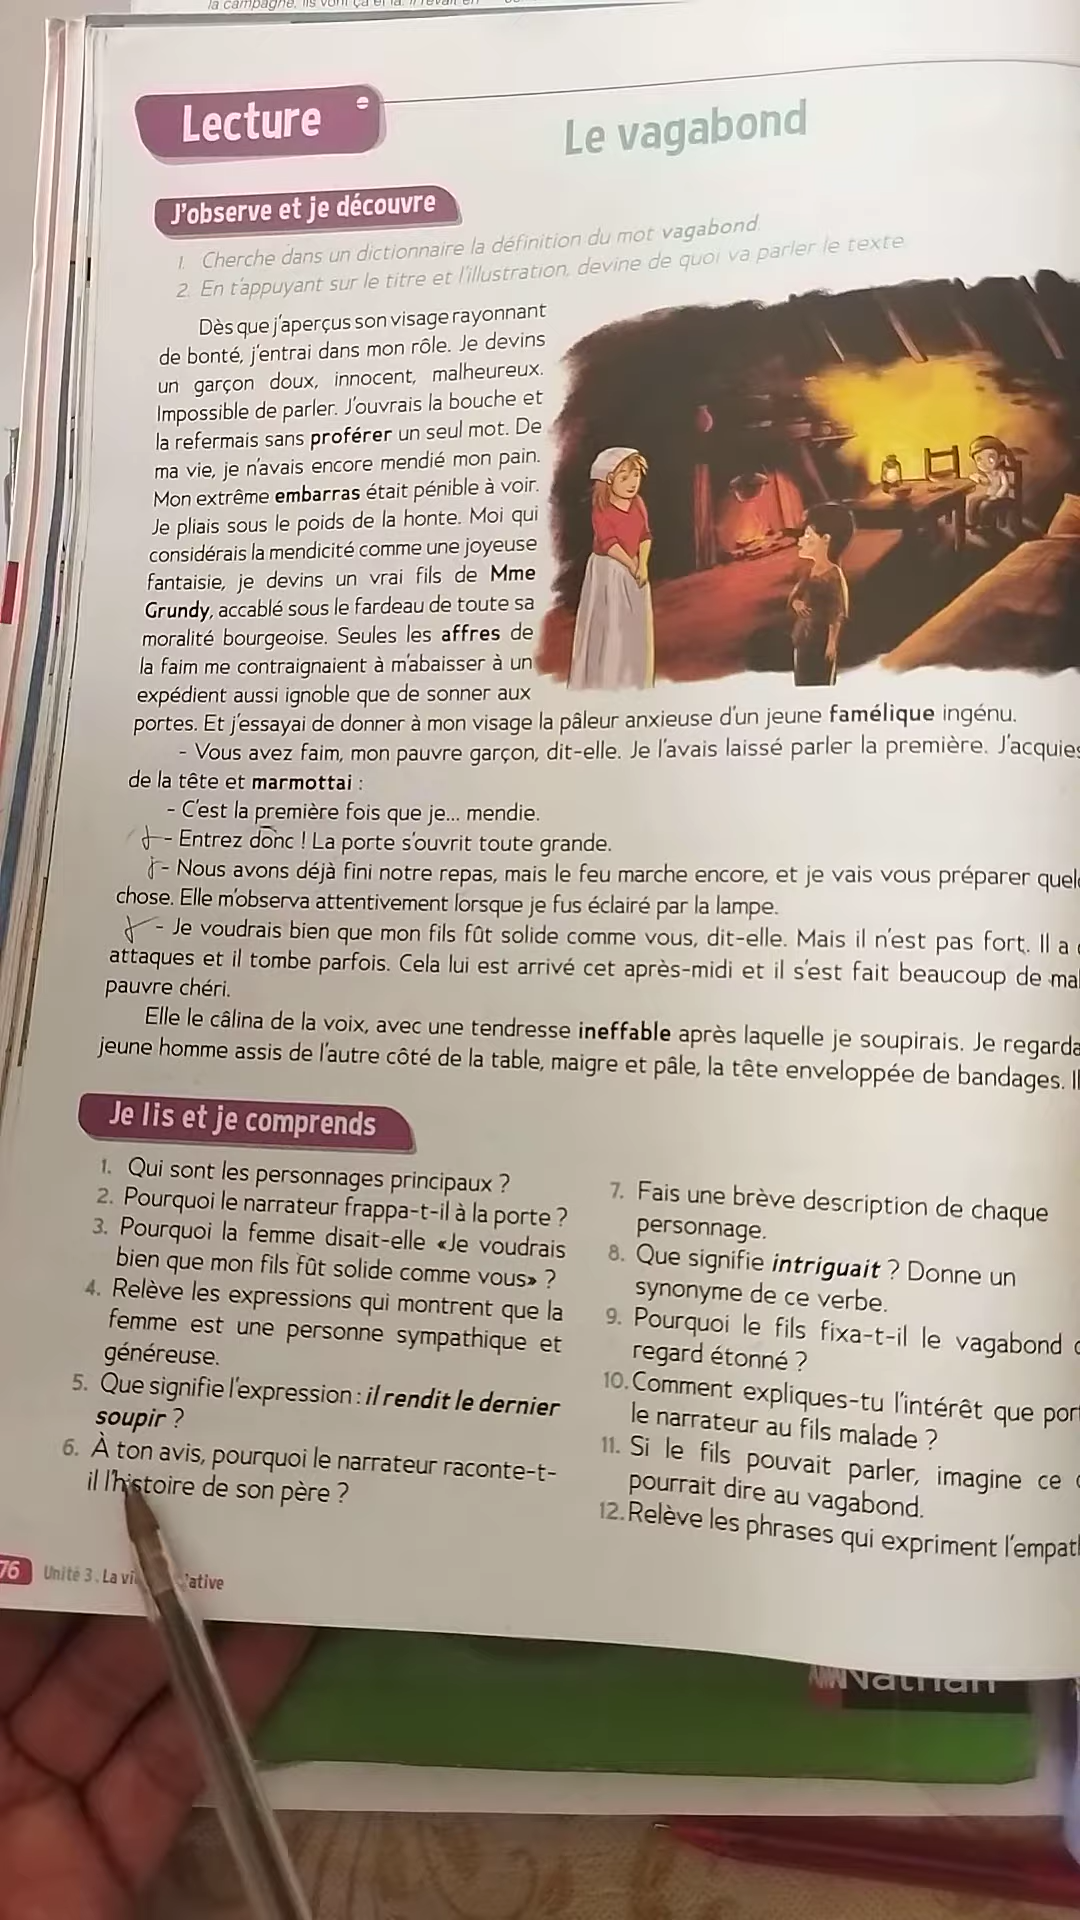 la campagne, ils vont çà et là. Il rêvait en
Lecture
Le vagabond
J'observe et je découvre
1. Cherche dans un dictionnaire la définition du mot vagabond.
2. En t'appuyant sur le titre et l'illustration, devine de quoi va parler le texte
Dès que j'aperçus son visage rayonnant
de bonté, j'entrai dans mon rôle. Je devins
un garçon doux, innocent, malheureux.
Impossible de parler. J'ouvrais la bouche et
la refermais sans proférer un seul mot. De
ma vie, je n'avais encore mendié mon pain.
Mon extrême embarras était pénible à voir.
Je pliais sous le poids de la honte. Moi qui
considérais la mendicité comme une joyeuse
fantaisie, je devins un vrai fils de Mme
Grundy, accablé sous le fardeau de toute sa
moralité bourgeoise. Seules les affres de
la faim me contraignaient à m'abaisser à un
expédient aussi ignoble que de sonner aux
portes. Et j'essayai de donner à mon visage la pâleur anxieuse d'un jeune famélique ingénu.
- Vous avez faim, mon pauvre garçon, dit-elle. Je l'avais laissé parler la première. J'acquies
de la tête et marmottai :
- C'est la première fois que je... mendie.
- Entrez donc ! La porte s'ouvrit toute grande.
- Nous avons déjà fini notre repas, mais le feu marche encore, et je vais vous préparer quel
chose. Elle m'observa attentivement lorsque je fus éclairé par la lampe.
- Je voudrais bien que mon fils fût solide comme vous, dit-elle. Mais il n'est pas fort. Il a
attaques et il tombe parfois. Cela lui est arrivé cet après-midi et il s'est fait beaucoup de mal
pauvre chéri.
Elle le câlina de la voix, avec une tendresse ineffable après laquelle je soupirais. Je regarda
jeune homme assis de l'autre côté de la table, maigre et pâle, la tête enveloppée de bandages. Il
Je lis et je comprends
1. Qui sont les personnages principaux ?
2. Pourquoi le narrateur frappa-t-il à la porte ?
3. Pourquoi la femme disait-elle «Je voudrais
bien que mon fils fût solide comme vous» ?
4. Relève les expressions qui montrent que la
femme est une personne sympathique et
généreuse.
5. Que signifie l'expression : il rendit le dernier
soupir ?
6. À ton avis, pourquoi le narrateur raconte-t-
il l'histoire de son père ?
7. Fais une brève description de chaque
personnage.
8. Que signifie intriguait ? Donne un
synonyme de ce verbe.
9. Pourquoi le fils fixa-t-il le vagabond
regard étonné ?
10. Comment expliques-tu l'intérêt que por
le narrateur au fils malade ?
11. Si le fils pouvait parler, imagine ce
pourrait dire au vagabond.
12. Relève les phrases qui expriment l'empat
76 Unité 3. La vi ative
Nathan